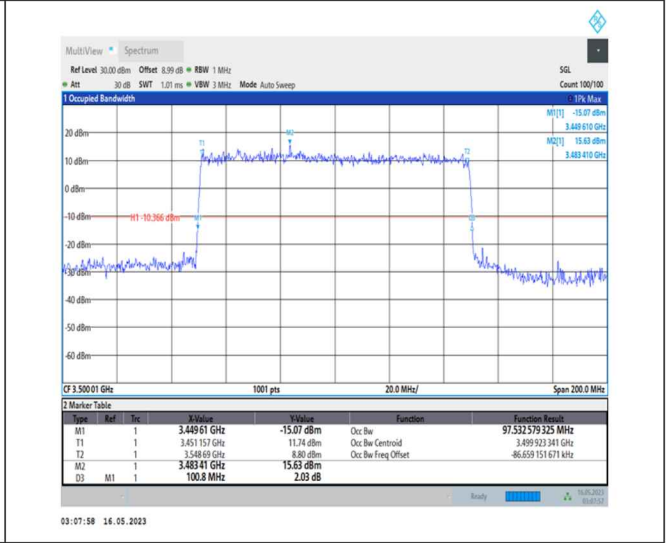 MultiView Spectrum
Ref Level 30.00 dBm Offset 8.99 dB RBW 1 MHz SGL
Att 30 dB SWT 1.01 ms VBW 3 MHz Mode Auto Sweep Count 100/100
1 Occupied Bandwidth 1Pk Max
M1[1] -15.07 dBm
3.449 610 GHz
M2[1] 15.63 dBm
3.483 410 GHz
20 dBm
M2
T1
T2
10 dBm
0 dBm
-10 dBm
H1 -10.366 dBm
M1
-20 dBm
-30 dBm
-40 dBm
-50 dBm
-60 dBm
CF 3.500 01 GHz 1001 pts 20.0 MHz/ Span 200.0 MHz
2 Marker Table
Type Ref Trc X-Value Y-Value Function Function Result
M1 1 3.449 61 GHz -15.07 dBm Occ Bw 97.532 579 325 MHz
T1 1 3.451 157 GHz 11.74 dBm Occ Bw Centroid 3.499 923 341 GHz
T2 1 3.548 69 GHz 8.80 dBm Occ Bw Freq Offset -86.659 151 671 kHz
M2 1 3.483 41 GHz 15.63 dBm
D3 M1 1 100.8 MHz 2.03 dB
Ready 16.05.2023
03:07:57
03:07:58 16.05.2023